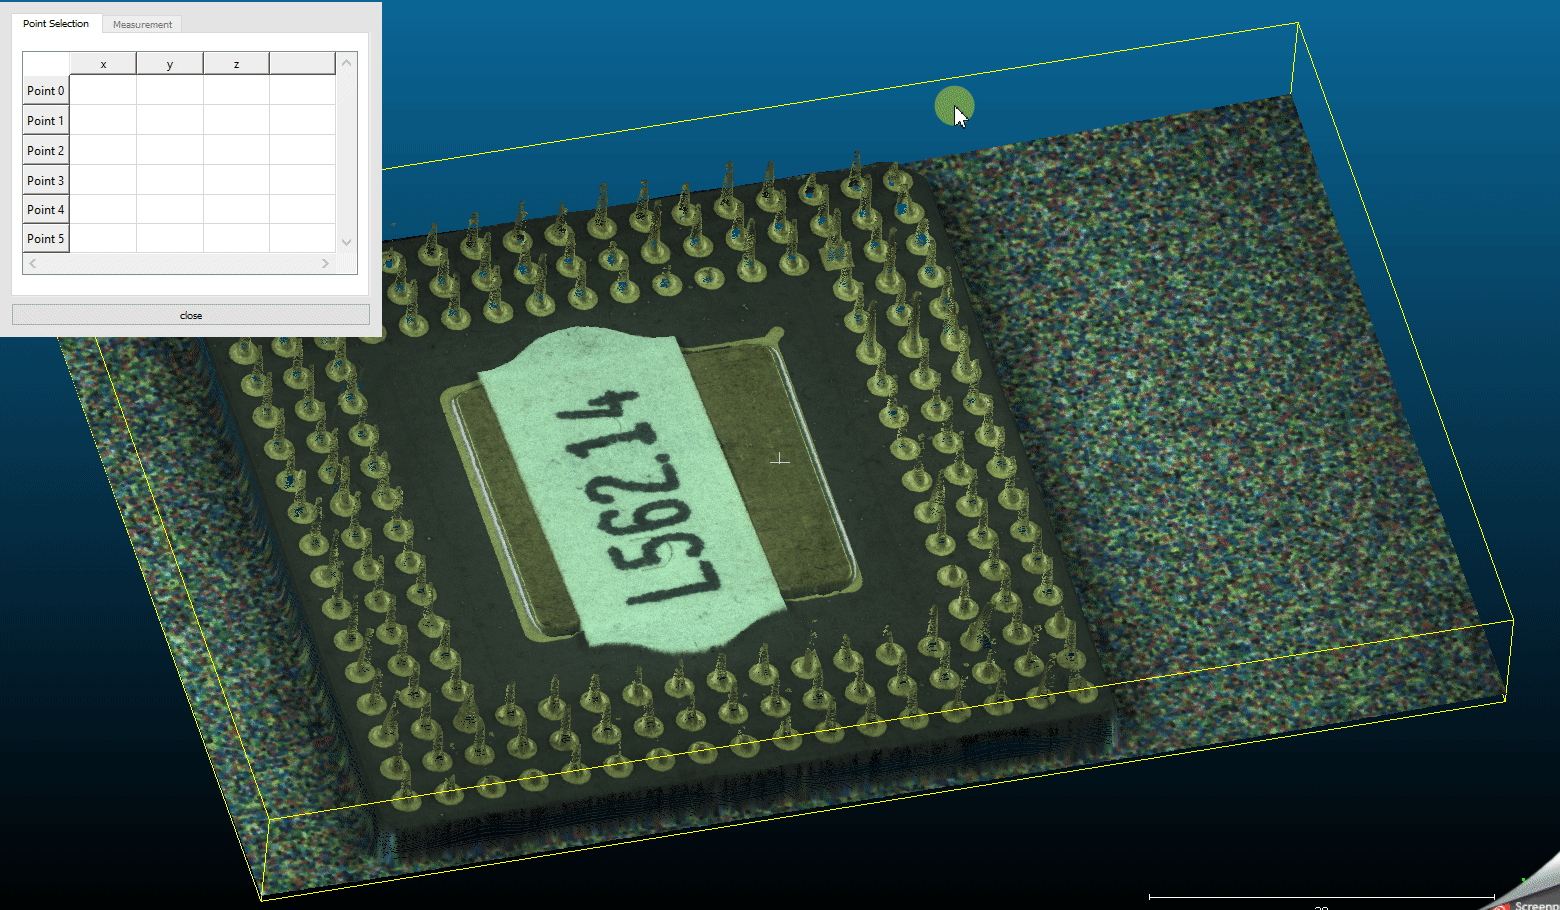 Point Selection
Measurement
x y z
Point 0
Point 1
Point 2
Point 3
Point 4
Point 5
close
L562.14